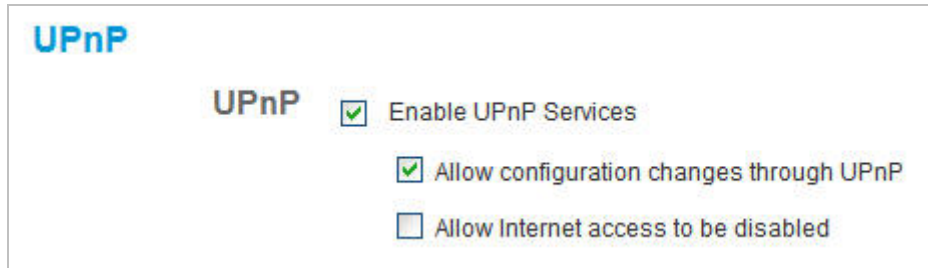 UPnP
UPnP Enable UPnP Services
Allow configuration changes through UPnP
Allow Internet access to be disabled